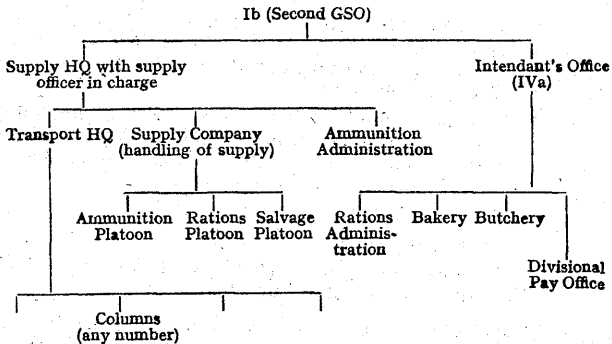 Ib (Second GSO)
Supply HQ with supply
officer in charge
Intendant's Office
(IVa)
Transport HQ
Supply Company
(handling of supply)
Ammunition
Administration
Ammunition
Platoon
Rations
Platoon
Salvage
Platoon
Rations
Adminis-
tration
Bakery
Butchery
Divisional
Pay Office
Columns
(any number)